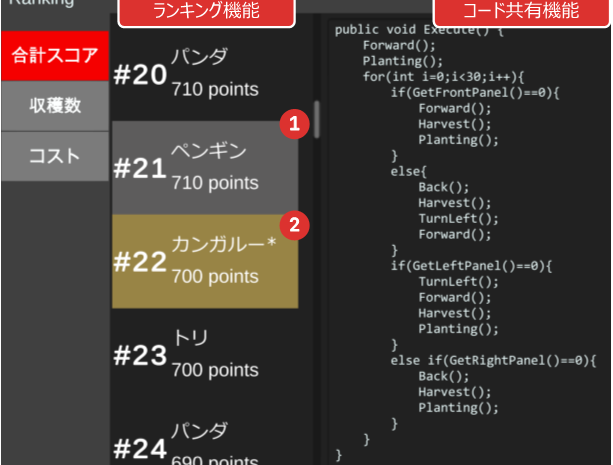 Ranking
ランキング機能
コード共有機能
合計スコア
収穫数
コスト
#20
パンダ
710 points
1
#21
ペンギン
710 points
2
#22
カンガルー*
700 points
#23
トリ
700 points
#24
パンダ
690 points
public void Execute() {
Forward();
Planting();
for(int i=0;i<30;i++){
if(GetFrontPanel()==0){
Forward();
Harvest();
Planting();
}
else{
Back();
Harvest();
TurnLeft();
Forward();
}
if(GetLeftPanel()==0){
TurnLeft();
Forward();
Harvest();
Planting();
}
else if(GetRightPanel()==0){
Back();
Harvest();
Planting();
}
}
}